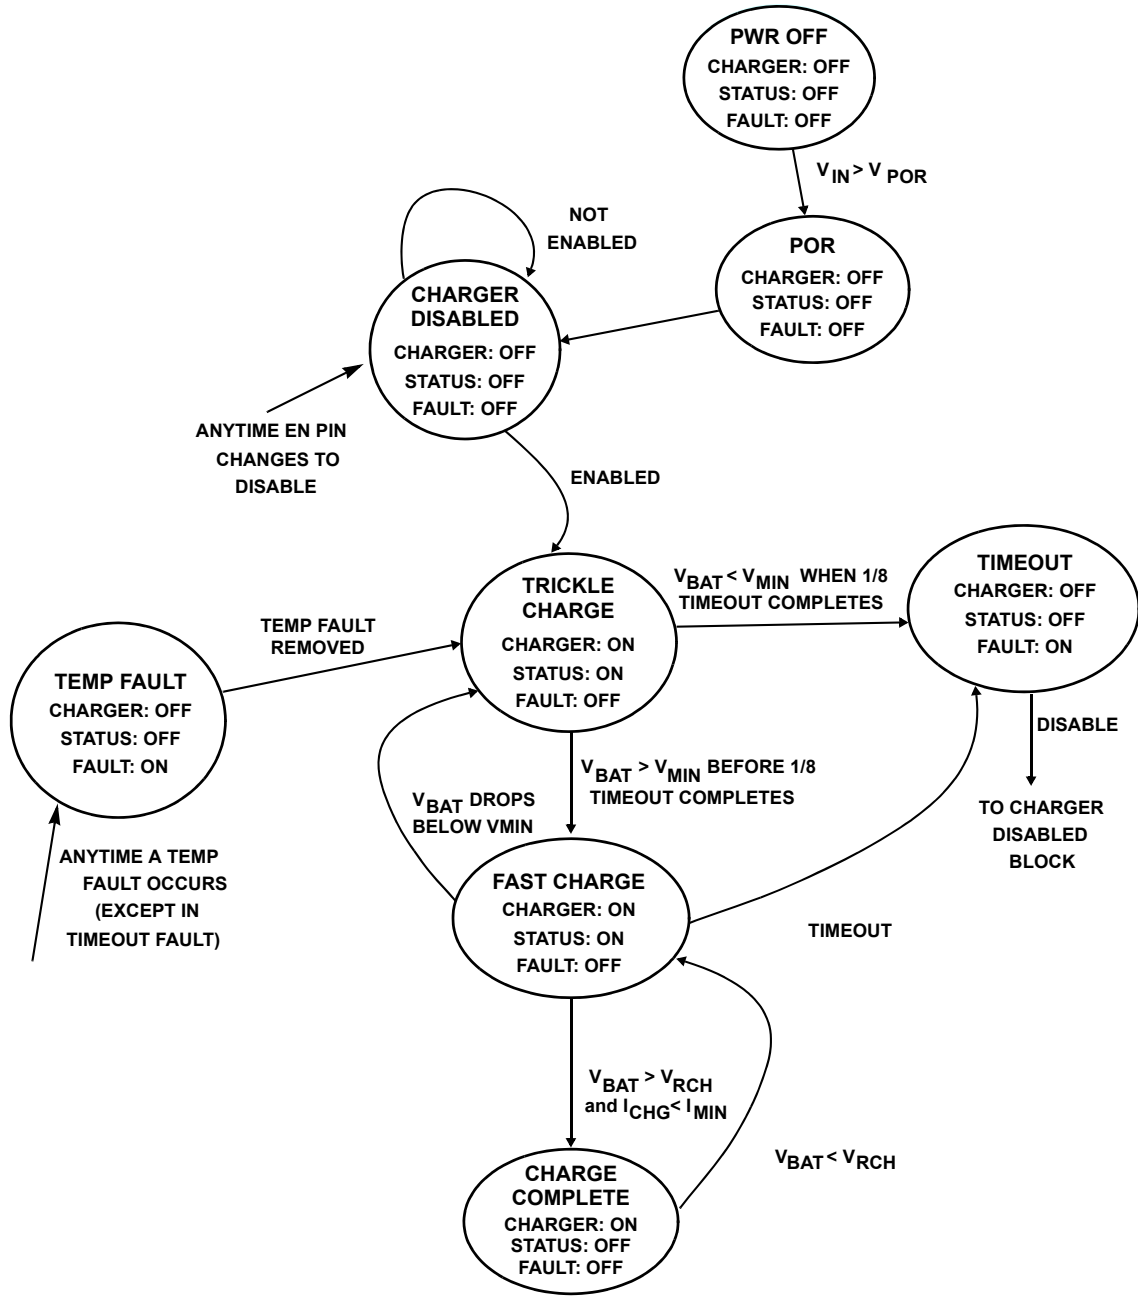 PWR OFF
CHARGER: OFF
STATUS: OFF
FAULT: OFF
V IN > V POR
POR
CHARGER: OFF
STATUS: OFF
FAULT: OFF
NOT
ENABLED
CHARGER
DISABLED
CHARGER: OFF
STATUS: OFF
FAULT: OFF
ANYTIME EN PIN
CHANGES TO
DISABLE
ENABLED
TRICKLE
CHARGE
CHARGER: ON
STATUS: ON
FAULT: OFF
VBAT < VMIN WHEN 1/8
TIMEOUT COMPLETES
TIMEOUT
CHARGER: OFF
STATUS: OFF
FAULT: ON
DISABLE
TO CHARGER
DISABLED
BLOCK
TEMP FAULT
REMOVED
TEMP FAULT
CHARGER: OFF
STATUS: OFF
FAULT: ON
ANYTIME A TEMP
FAULT OCCURS
(EXCEPT IN
TIMEOUT FAULT)
VBAT DROPS
BELOW VMIN
VBAT > VMIN BEFORE 1/8
TIMEOUT COMPLETES
FAST CHARGE
CHARGER: ON
STATUS: ON
FAULT: OFF
TIMEOUT
VBAT > VRCH
and ICHG < IMIN
VBAT < VRCH
CHARGE
COMPLETE
CHARGER: ON
STATUS: OFF
FAULT: OFF